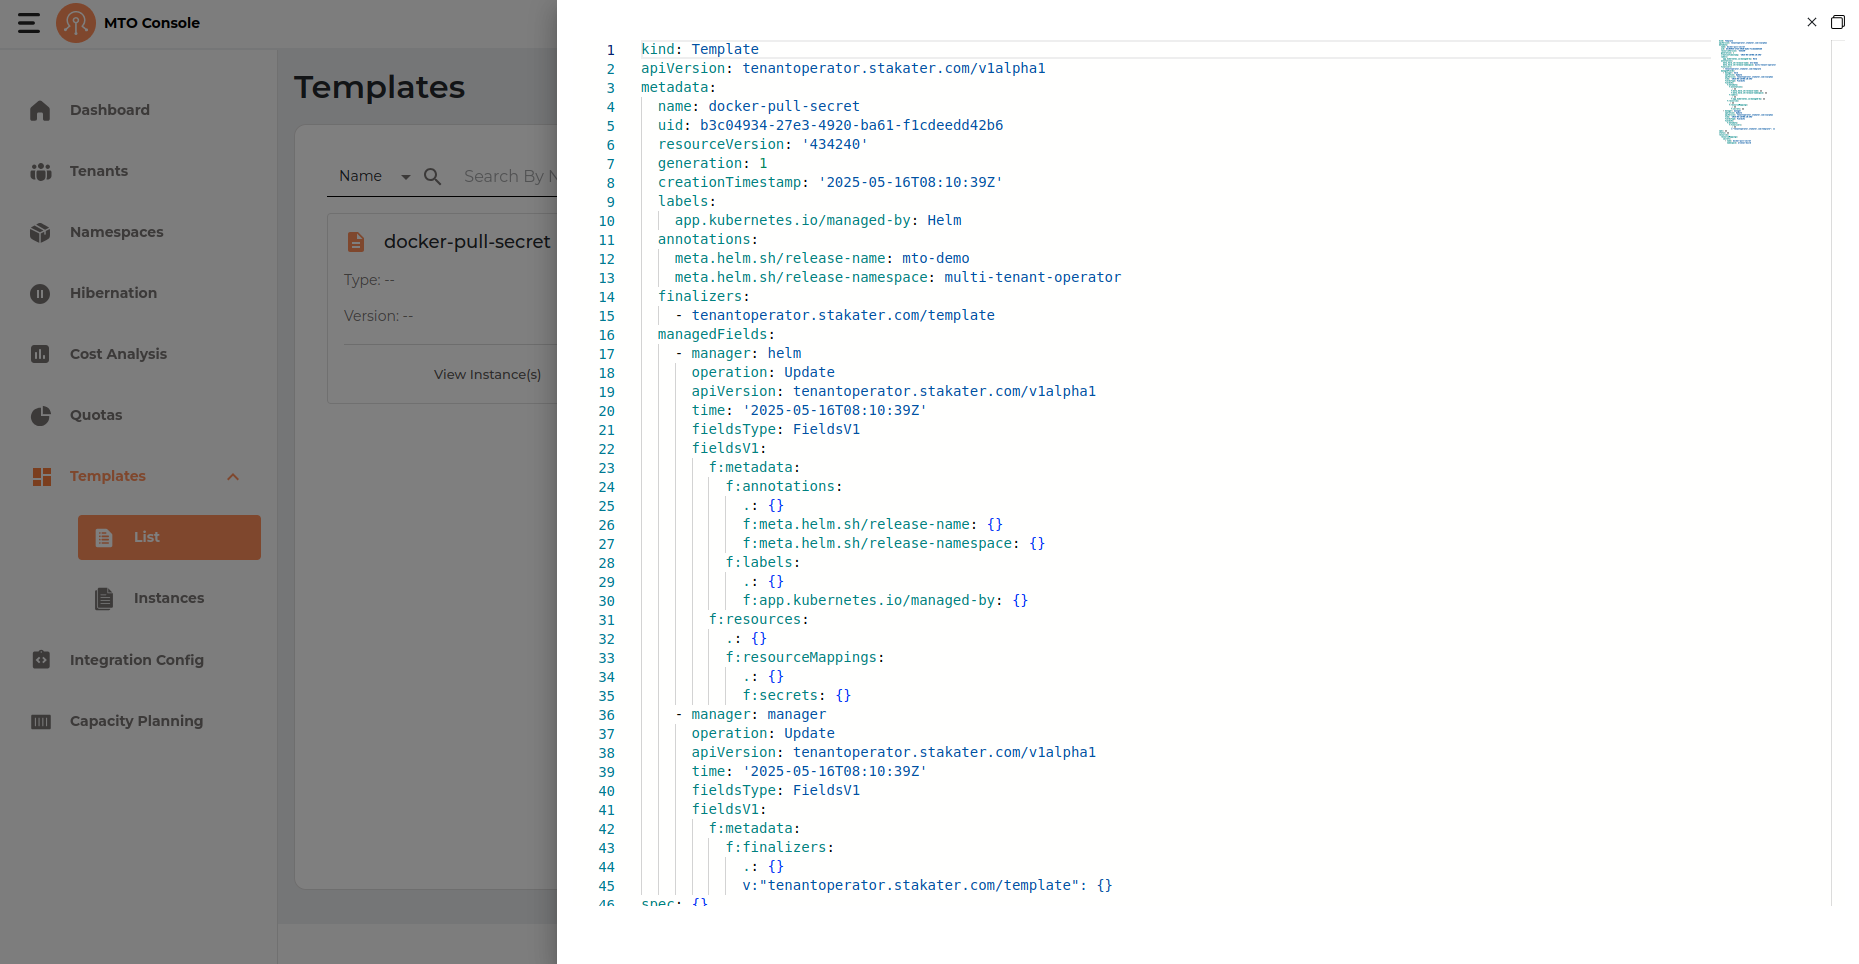 MTO Console
Dashboard
Tenants
Namespaces
Hibernation
Cost Analysis
Quotas
Templates
List
Instances
Integration Config
Capacity Planning
Templates
Name
Search By N
docker-pull-secret
Type: --
Version: --
View Instance(s)
1 kind: Template
2 apiVersion: tenantoperator.stakater.com/v1alpha1
3 metadata:
4 name: docker-pull-secret
5 uid: b3c04934-27e3-4920-ba61-f1cdeedd42b6
6 resourceVersion: '434240'
7 generation: 1
8 creationTimestamp: '2025-05-16T08:10:39Z'
9 labels:
10 app.kubernetes.io/managed-by: Helm
11 annotations:
12 meta.helm.sh/release-name: mto-demo
13 meta.helm.sh/release-namespace: multi-tenant-operator
14 finalizers:
15 - tenantoperator.stakater.com/template
16 managedFields:
17 - manager: helm
18 operation: Update
19 apiVersion: tenantoperator.stakater.com/v1alpha1
20 time: '2025-05-16T08:10:39Z'
21 fieldsType: FieldsV1
22 fieldsV1:
23 f:metadata:
24 f:annotations:
25 .: {}
26 f:meta.helm.sh/release-name: {}
27 f:meta.helm.sh/release-namespace: {}
28 f:labels:
29 .: {}
30 f:app.kubernetes.io/managed-by: {}
31 f:resources:
32 .: {}
33 f:resourceMappings:
34 .: {}
35 f:secrets: {}
36 - manager: manager
37 operation: Update
38 apiVersion: tenantoperator.stakater.com/v1alpha1
39 time: '2025-05-16T08:10:39Z'
40 fieldsType: FieldsV1
41 fieldsV1:
42 f:metadata:
43 f:finalizers:
44 .: {}
45 v:"tenantoperator.stakater.com/template": {}
46 spec: {}